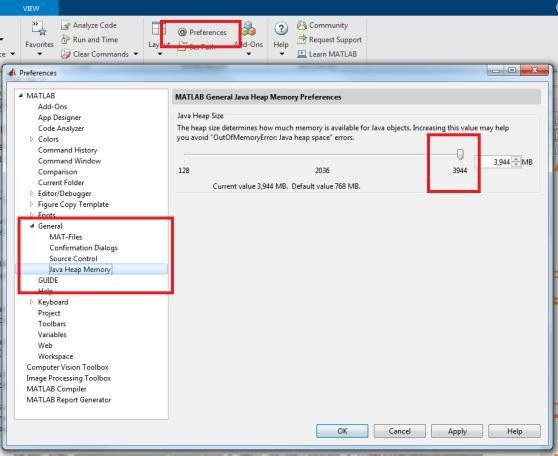 VIEW
Analyze Code
Run and Time
Clear Commands
Favorites
Preferences
Set Path
Layout
Add-Ons
Help
Community
Request Support
Learn MATLAB
Preferences
MATLAB
Add-Ons
App Designer
Code Analyzer
Colors
Command History
Command Window
Comparison
Current Folder
Editor/Debugger
Figure Copy Template
Fonts
General
MAT-Files
Confirmation Dialogs
Source Control
Java Heap Memory
GUIDE
Help
Keyboard
Project
Toolbars
Variables
Web
Workspace
Computer Vision Toolbox
Image Processing Toolbox
MATLAB Compiler
MATLAB Report Generator
MATLAB General Java Heap Memory Preferences
Java Heap Size
The heap size determines how much memory is available for Java objects. Increasing this value may help
you avoid "OutOfMemoryError: Java heap space" errors.
3,944 MB
128 2036 3944
Current value 3,944 MB. Default value 768 MB.
OK Cancel Apply Help